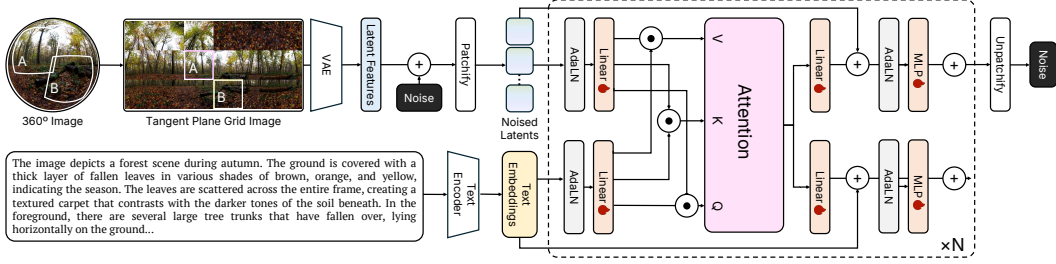 A
B
360º Image
A
B
Tangent Plane Grid Image
VAE
Latent Features
Noise
Patchify
Noised
Latents
AdaLN
Linear
V
K
Q
Attention
Linear
AdaLN
MLP
Unpatchify
Noise
The image depicts a forest scene during autumn. The ground is covered with a
thick layer of fallen leaves in various shades of brown, orange, and yellow,
indicating the season. The leaves are scattered across the entire frame, creating a
textured carpet that contrasts with the darker tones of the soil beneath. In the
foreground, there are several large tree trunks that have fallen over, lying
horizontally on the ground...
Text
Encoder
Text
Embeddings
AdaLN
Linear
Linear
AdaLN
MLP
×N